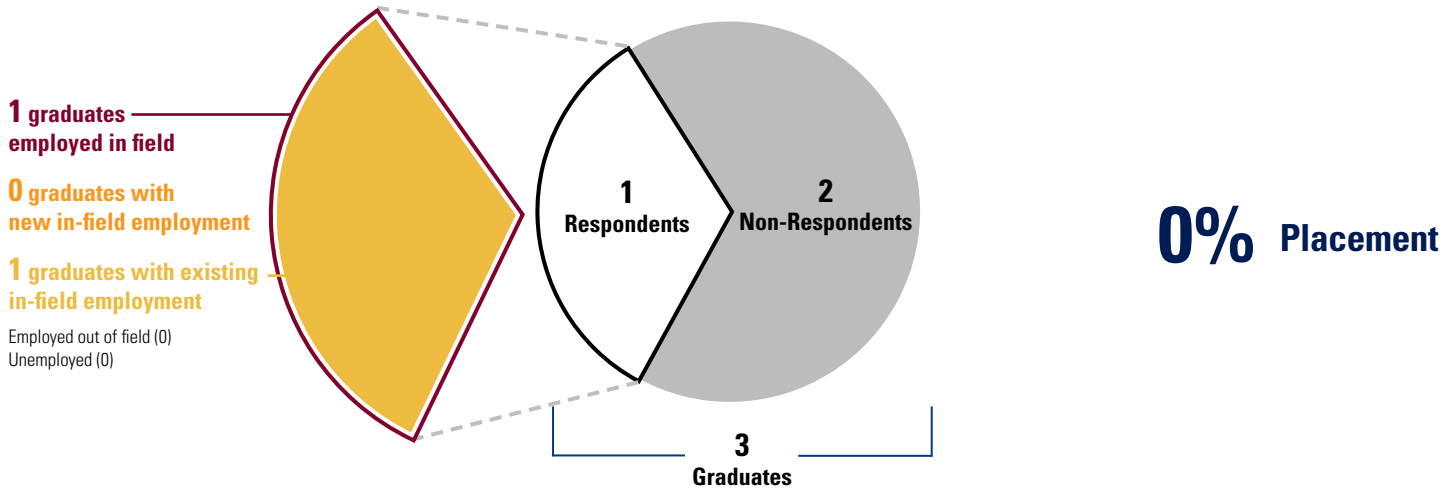 1 graduates
employed in field
0 graduates with
new in-field employment
1 graduates with existing
in-field employment
Employed out of field (0)
Unemployed (0)
1
Respondents
2
Non-Respondents
3
Graduates
0% Placement